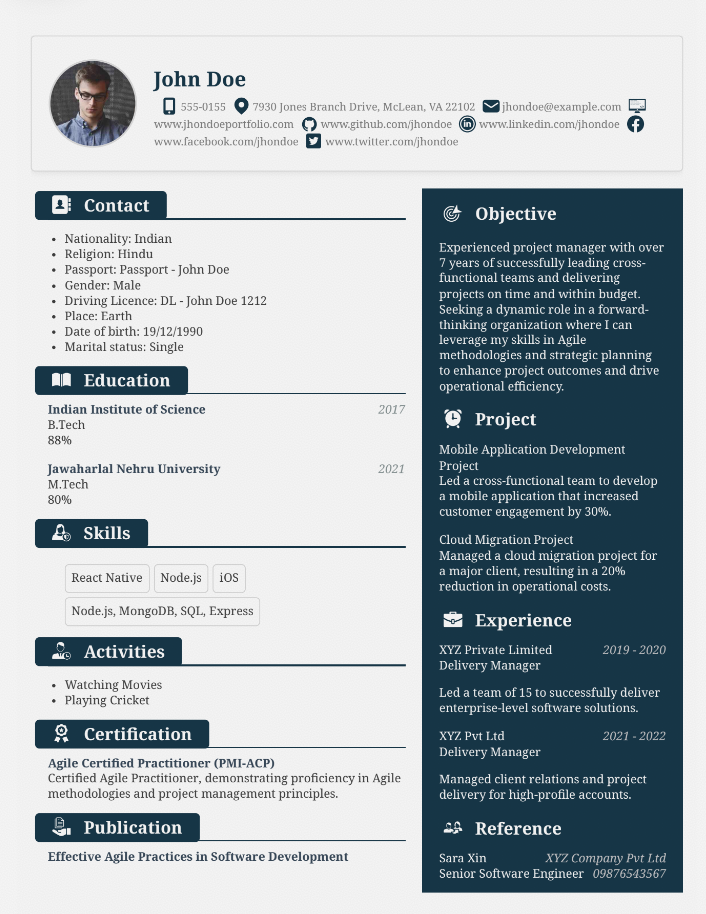 John Doe
555-0155 7930 Jones Branch Drive, McLean, VA 22102 jhondoe@example.com
www.jhondoeportfolio.com www.github.com/jhondoe www.linkedin.com/jhondoe
www.facebook.com/jhondoe www.twitter.com/jhondoe
Contact
• Nationality: Indian
• Religion: Hindu
• Passport: Passport - John Doe
• Gender: Male
• Driving Licence: DL - John Doe 1212
• Place: Earth
• Date of birth: 19/12/1990
• Marital status: Single
Education
Indian Institute of Science 2017
B.Tech
88%
Jawaharlal Nehru University 2021
M.Tech
80%
Skills
React Native Node.js iOS
Node.js, MongoDB, SQL, Express
Activities
• Watching Movies
• Playing Cricket
Certification
Agile Certified Practitioner (PMI-ACP)
Certified Agile Practitioner, demonstrating proficiency in Agile
methodologies and project management principles.
Publication
Effective Agile Practices in Software Development
Objective
Experienced project manager with over
7 years of successfully leading cross-
functional teams and delivering
projects on time and within budget.
Seeking a dynamic role in a forward-
thinking organization where I can
leverage my skills in Agile
methodologies and strategic planning
to enhance project outcomes and drive
operational efficiency.
Project
Mobile Application Development
Project
Led a cross-functional team to develop
a mobile application that increased
customer engagement by 30%.
Cloud Migration Project
Managed a cloud migration project for
a major client, resulting in a 20%
reduction in operational costs.
Experience
XYZ Private Limited 2019 - 2020
Delivery Manager
Led a team of 15 to successfully deliver
enterprise-level software solutions.
XYZ Pvt Ltd 2021 - 2022
Delivery Manager
Managed client relations and project
delivery for high-profile accounts.
Reference
Sara Xin XYZ Company Pvt Ltd
Senior Software Engineer 09876543567